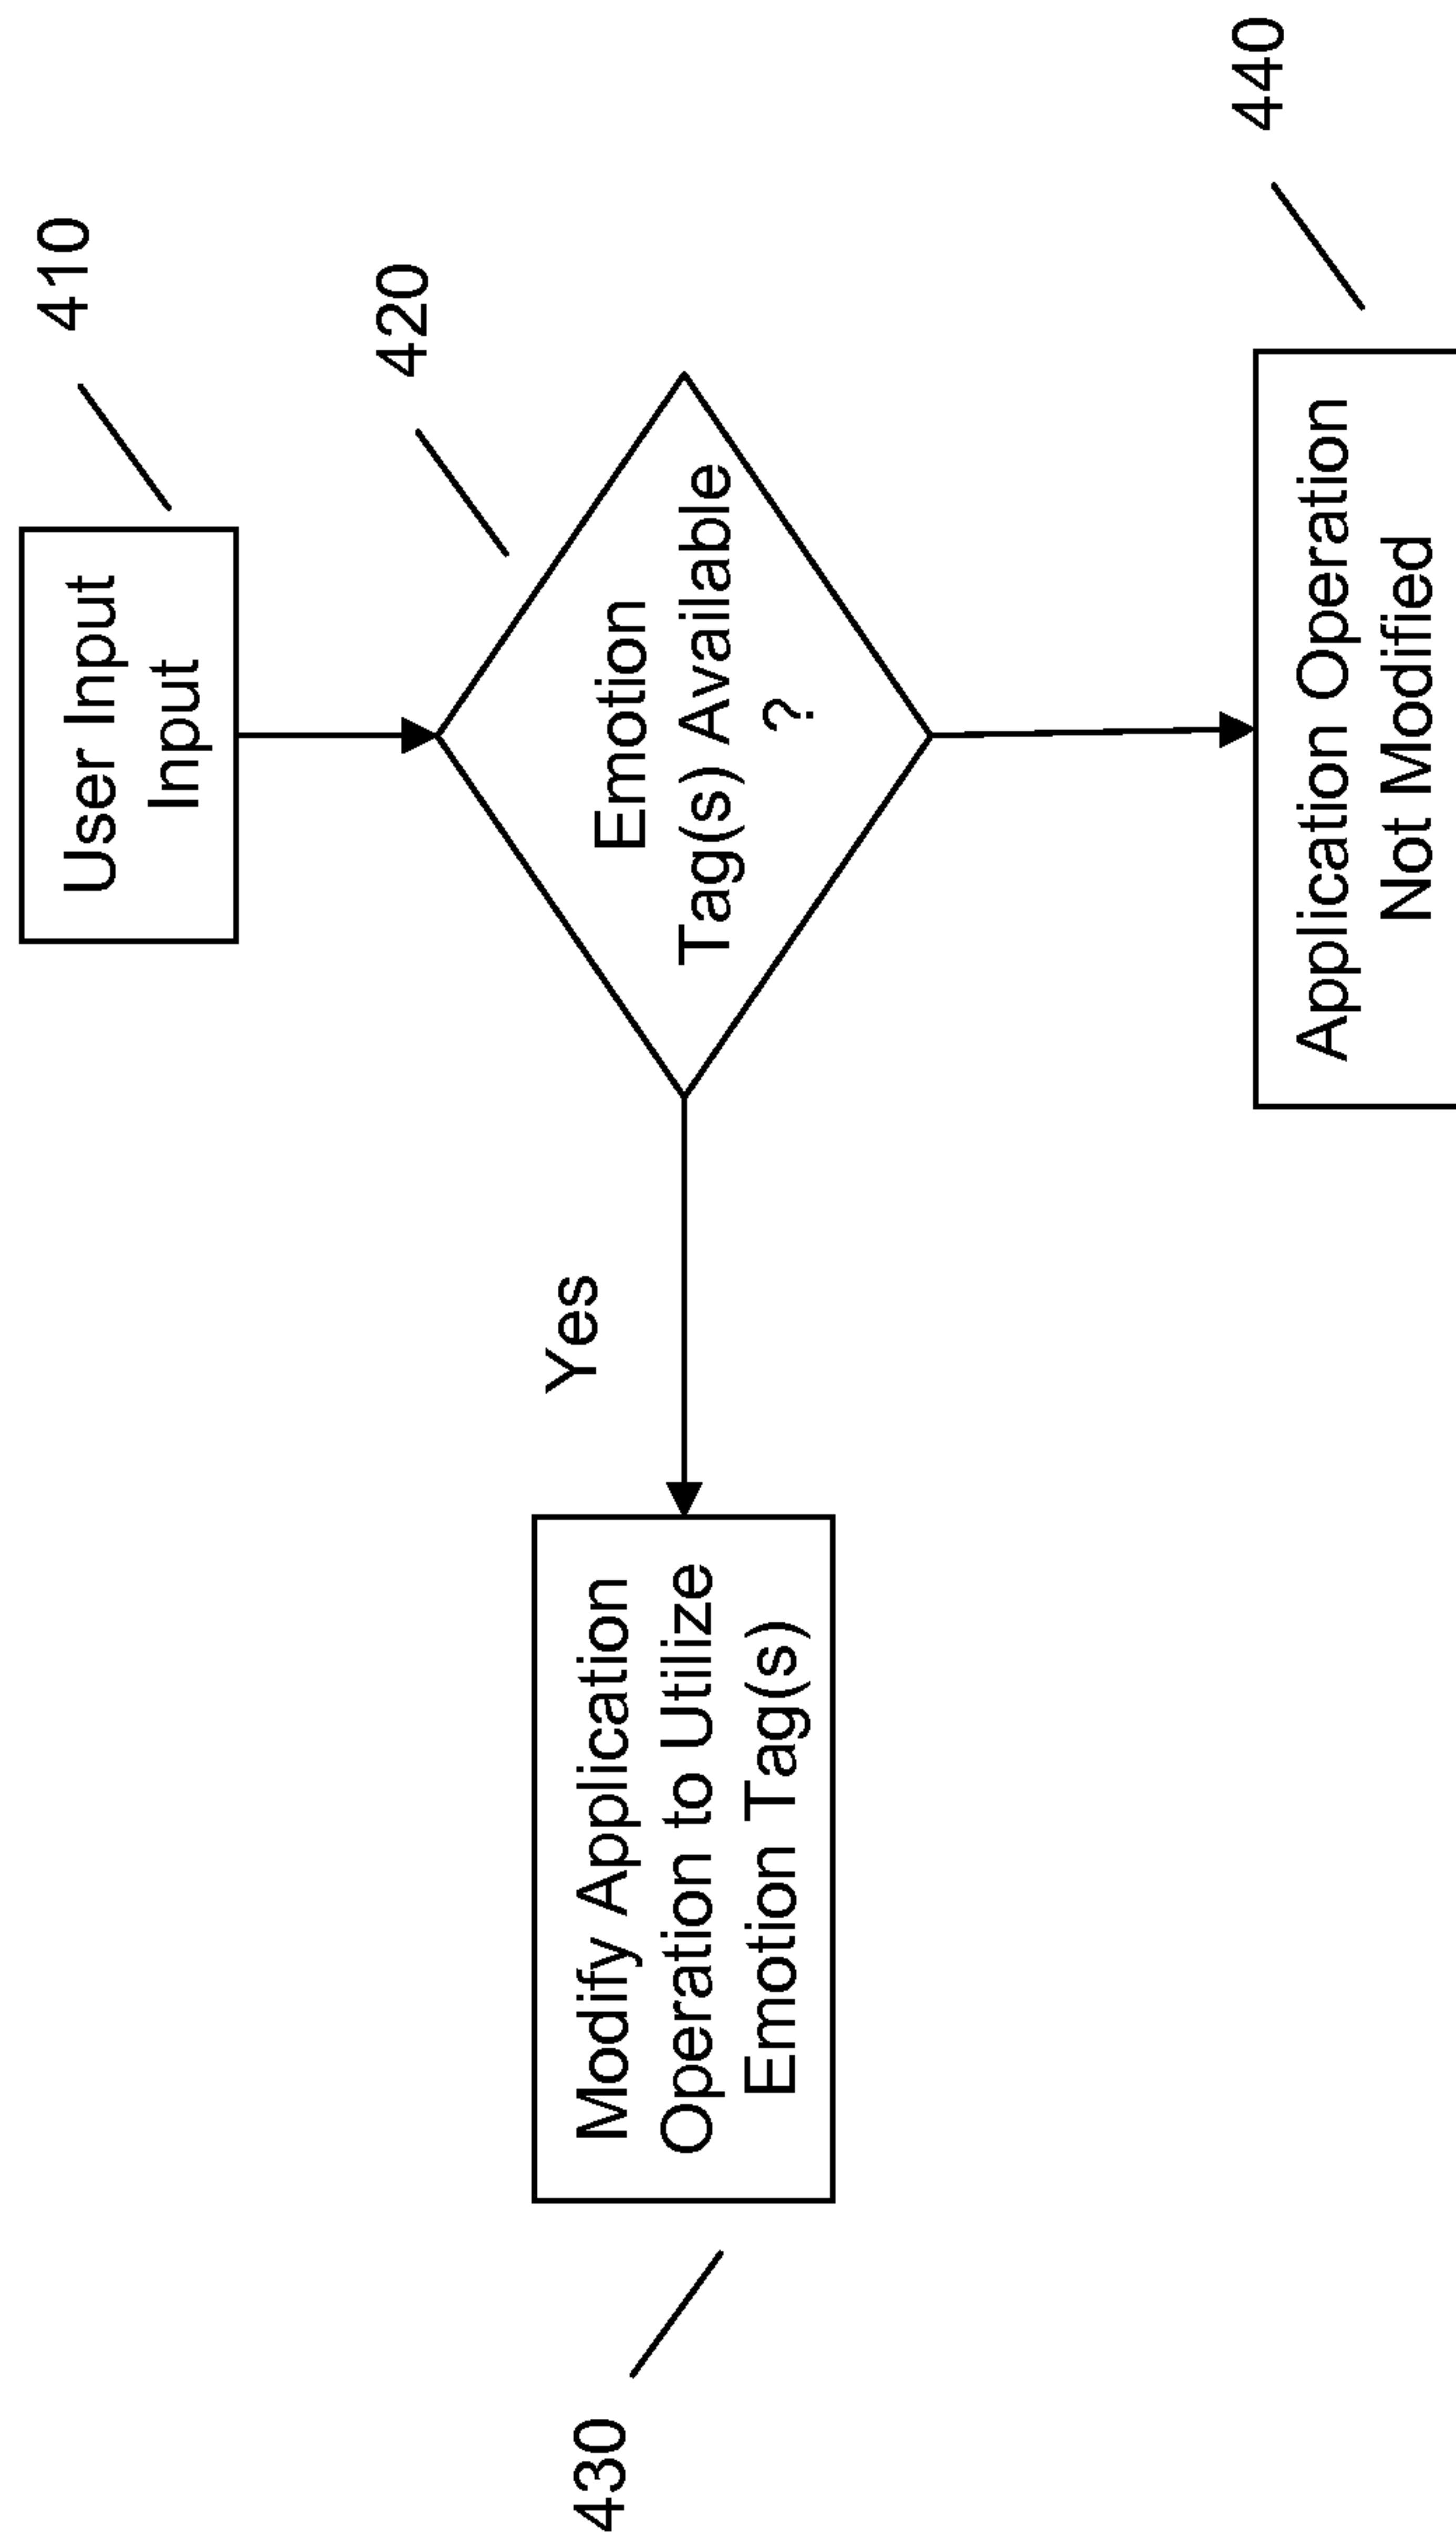 User Input
Input
410
420
Emotion
Tag(s) Available
?
Yes
Modify Application
Operation to Utilize
Emotion Tag(s)
430
Application Operation
Not Modified
440